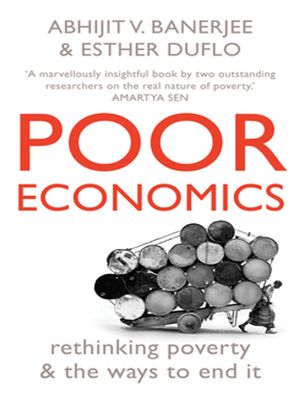 ABHIJIT V. BANERJEE
& ESTHER DUFLO
‘A marvellously insightful book by two outstanding
researchers on the real nature of poverty.’
AMARTYA SEN
POOR
ECONOMICS
rethinking poverty
& the ways to end it